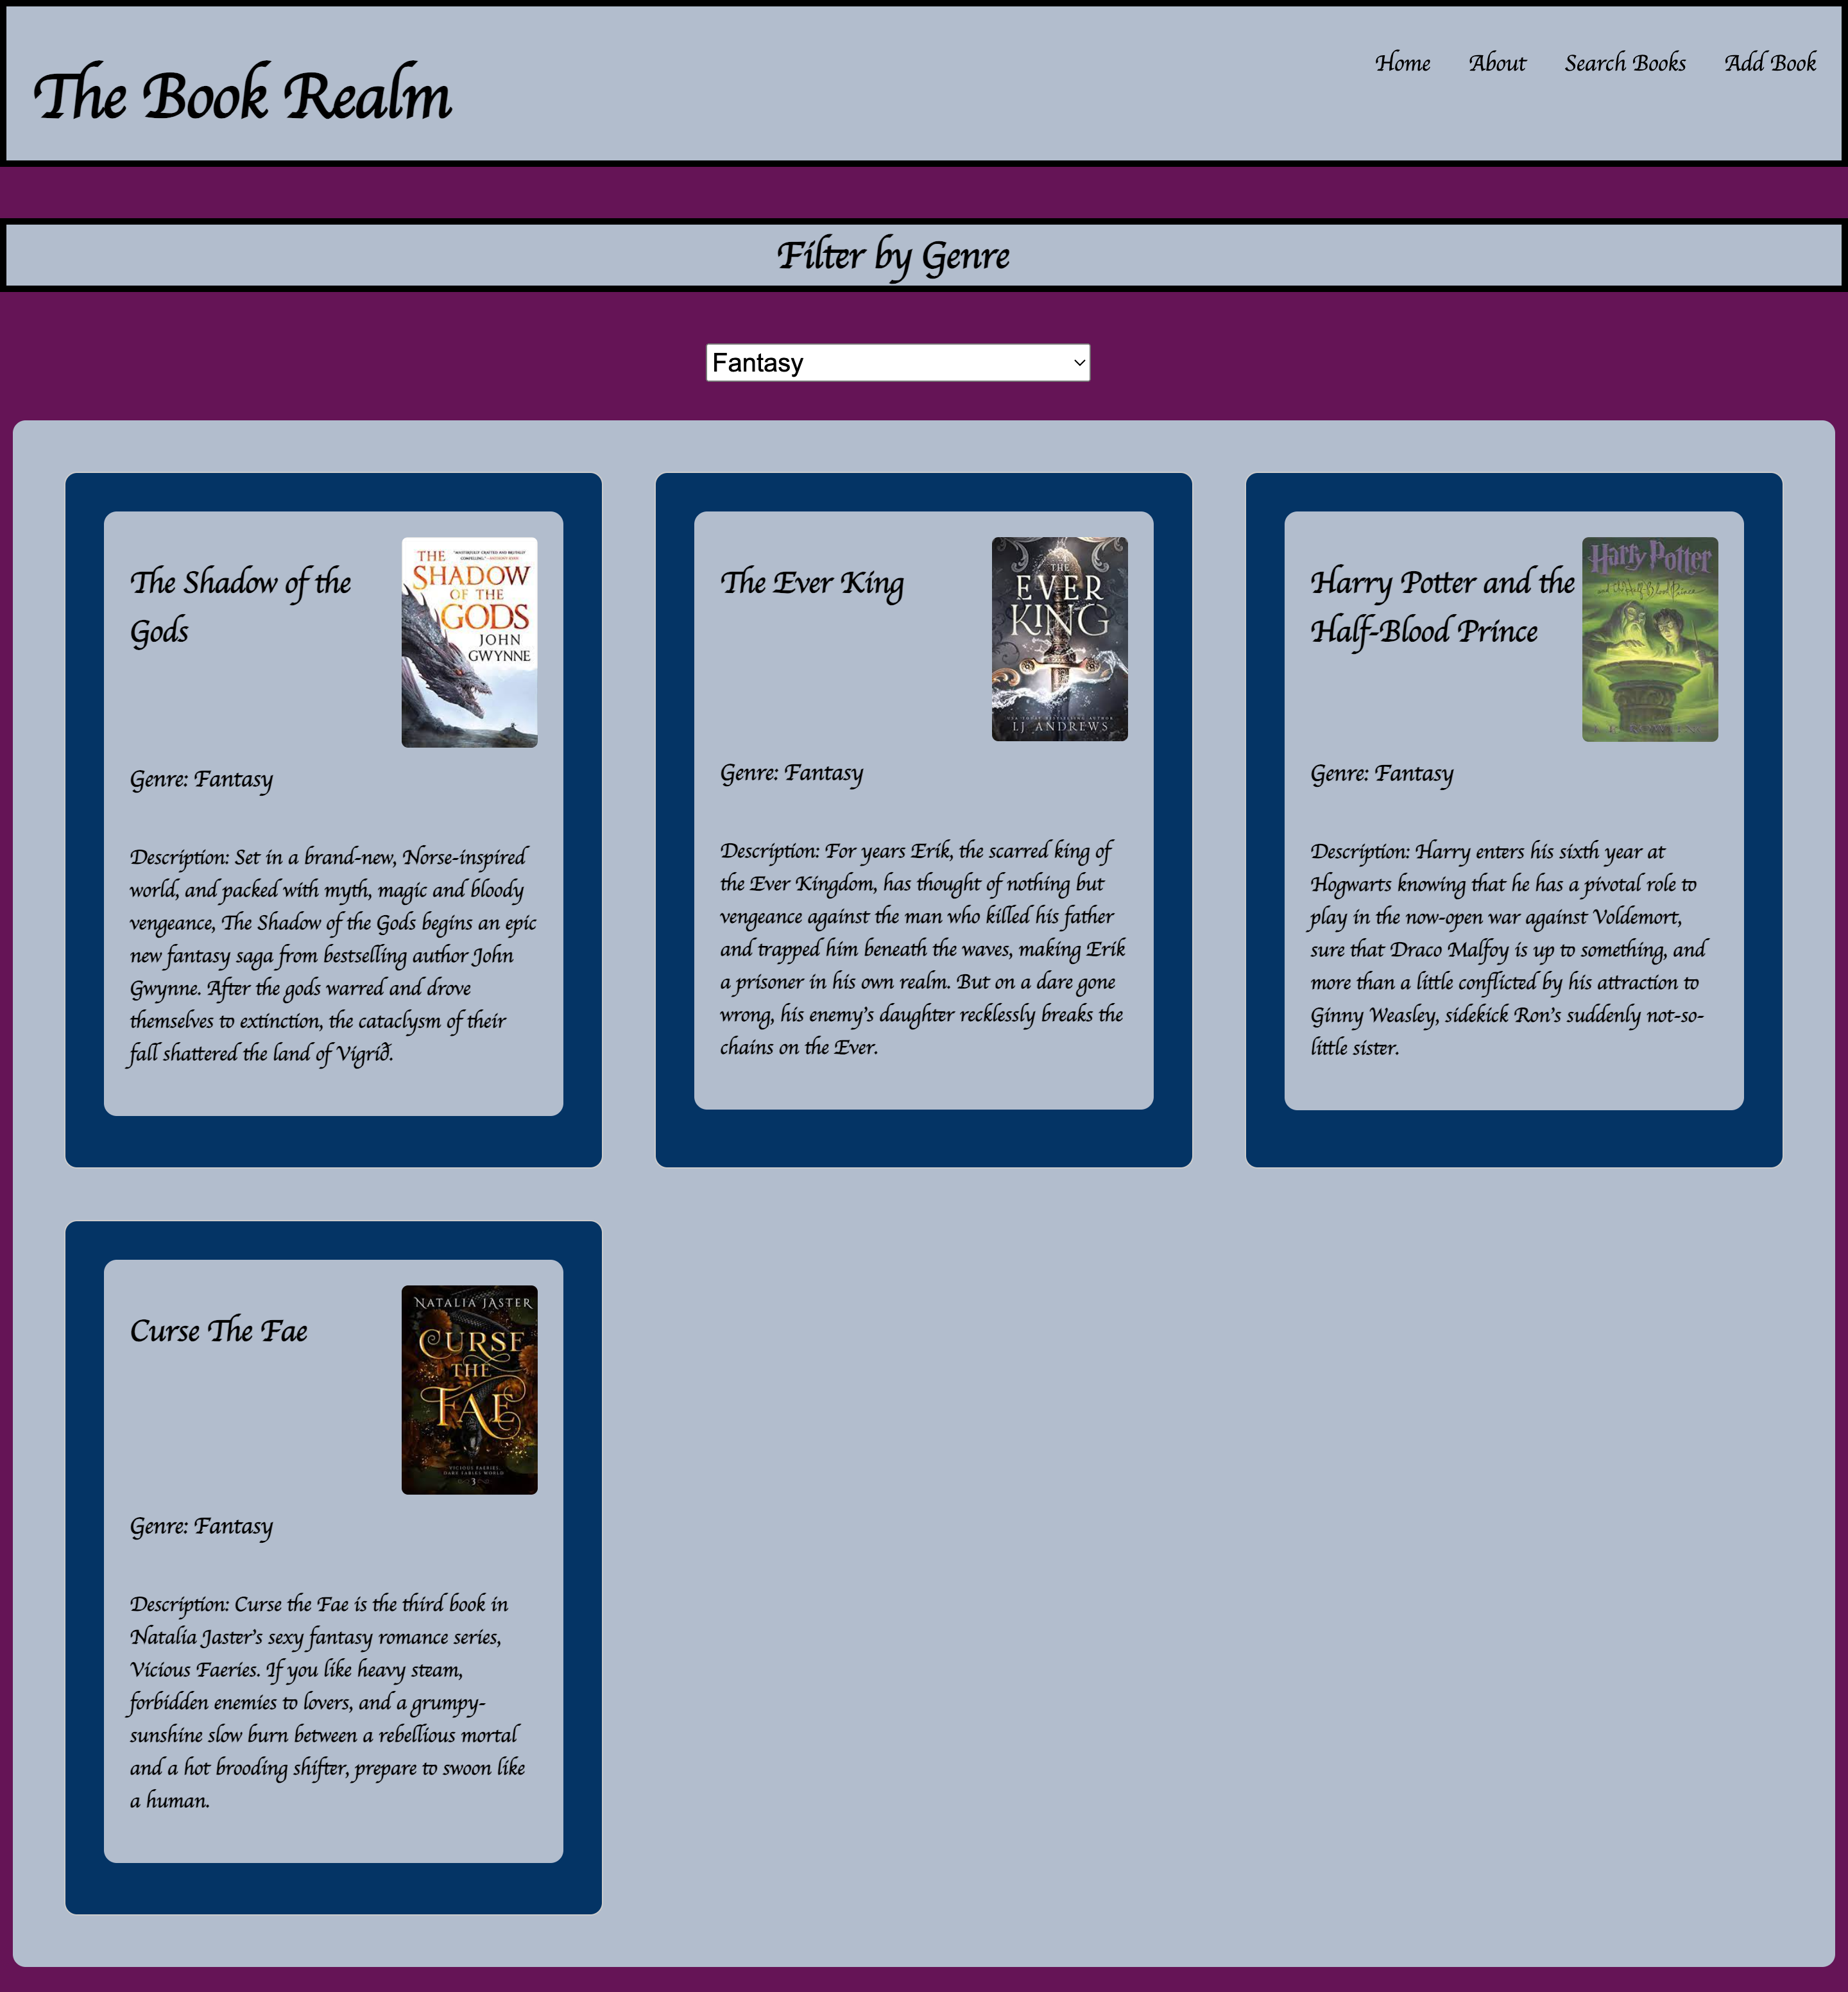 The Book Realm
Home
About
Search Books
Add Book
Filter by Genre
Fantasy
The Shadow of the
Gods
THE
SHADOW
OF THE
GODS
JOHN
GWYNNE
Genre: Fantasy
Description: Set in a brand-new, Norse-inspired
world, and packed with myth, magic and bloody
vengeance, The Shadow of the Gods begins an epic
new fantasy saga from bestselling author John
Gwynne. After the gods warred and drove
themselves to extinction, the cataclysm of their
fall shattered the land of Vigrið.
The Ever King
THE
EVER
KING
LJ ANDREWS
Genre: Fantasy
Description: For years Erik, the scarred king of
the Ever Kingdom, has thought of nothing but
vengeance against the man who killed his father
and trapped him beneath the waves, making Erik
a prisoner in his own realm. But on a dare gone
wrong, his enemy's daughter recklessly breaks the
chains on the Ever.
Harry Potter and the
Half-Blood Prince
Harry Potter
and the Half-Blood Prince
Genre: Fantasy
Description: Harry enters his sixth year at
Hogwarts knowing that he has a pivotal role to
play in the now-open war against Voldemort,
sure that Draco Malfoy is up to something, and
more than a little conflicted by his attraction to
Ginny Weasley, sidekick Ron's suddenly not-so-
little sister.
Curse The Fae
NATALIA JASTER
CURSE
THE
FAE
VICIOUS FAERIES
DARK FABLES WORLD
3
Genre: Fantasy
Description: Curse the Fae is the third book in
Natalia Jaster's sexy fantasy romance series,
Vicious Faeries. If you like heavy steam,
forbidden enemies to lovers, and a grumpy-
sunshine slow burn between a rebellious mortal
and a hot brooding shifter, prepare to swoon like
a human.